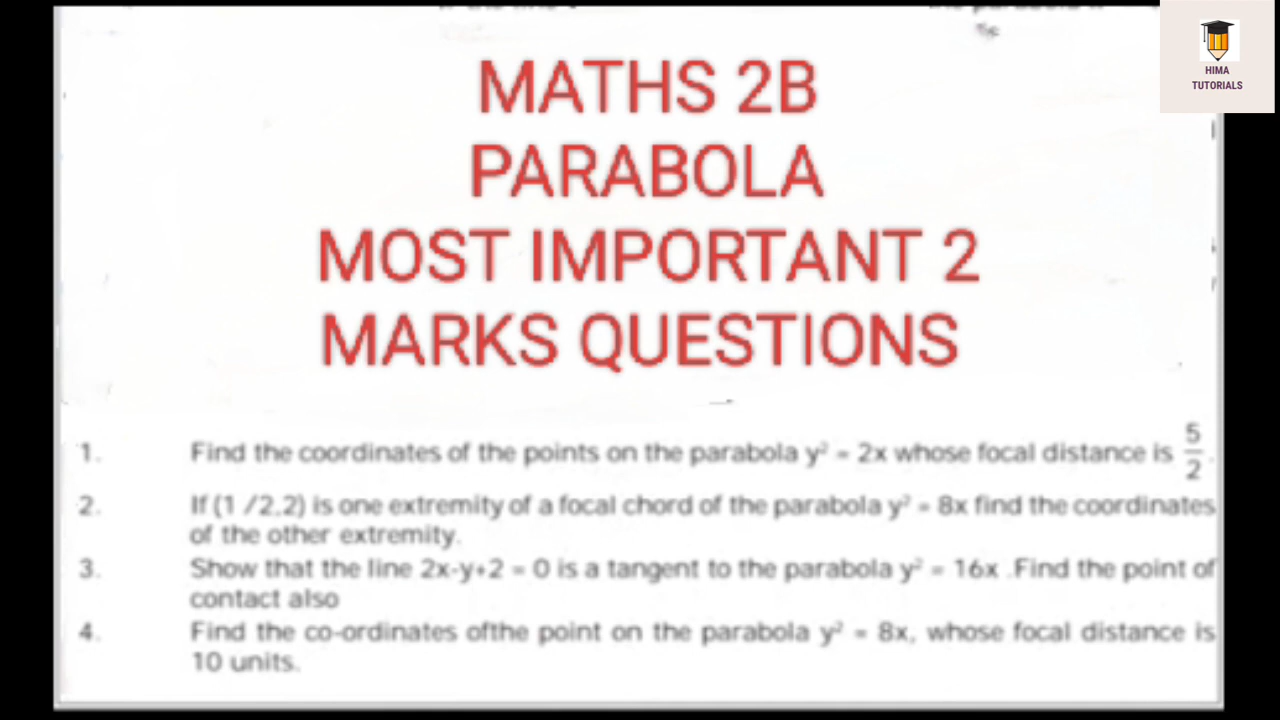 HIMA
TUTORIALS
MATHS 2B
PARABOLA
MOST IMPORTANT 2
MARKS QUESTIONS
1. Find the coordinates of the points on the parabola y² = 2x whose focal distance is 5/2.
2. If (1 /2,2) is one extremity of a focal chord of the parabola y² = 8x find the coordinates
of the other extremity.
3. Show that the line 2x-y+2 = 0 is a tangent to the parabola y² = 16x .Find the point of
contact also
4. Find the co-ordinates ofthe point on the parabola y² = 8x, whose focal distance is
10 units.